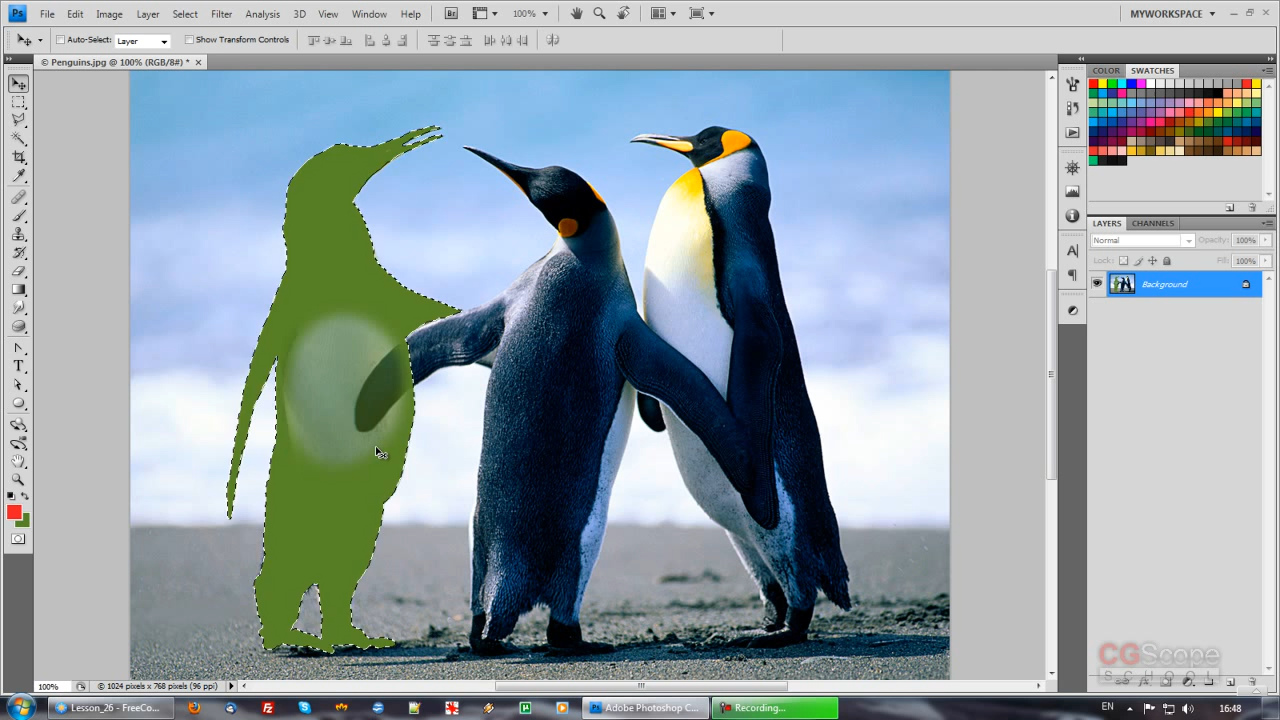 Ps File Edit Image Layer Select Filter Analysis 3D View Window Help Br 100% MYWORKSPACE
Auto-Select: Layer Show Transform Controls
© Penguins.jpg @ 100% (RGB/8#) * ×
COLOR SWATCHES
LAYERS CHANNELS
Normal Opacity: 100%
Lock: Fill: 100%
Background
CGScope
SCHOOL
100% © 1024 pixels x 768 pixels (96 ppi)
Lesson_26 - FreeCo... Adobe Photoshop C... Recording... EN 16:48